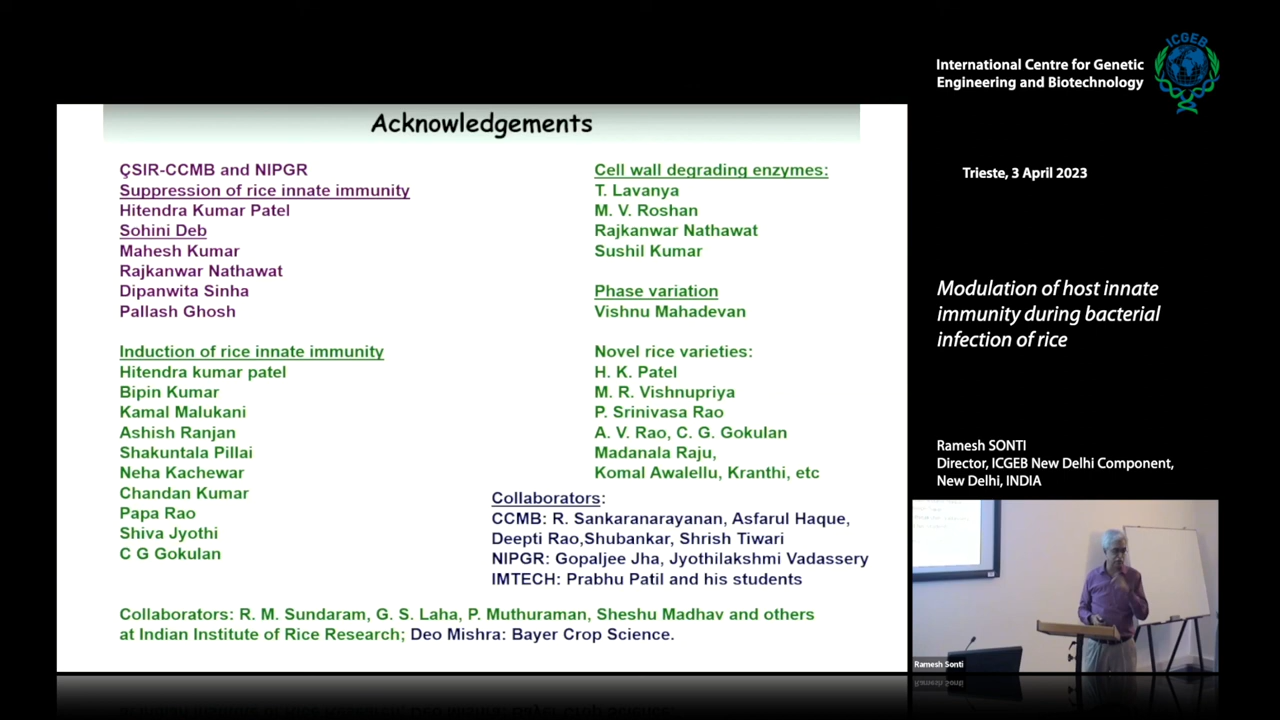 Acknowledgements
ÇSIR-CCMB and NIPGR
Suppression of rice innate immunity
Hitendra Kumar Patel
Sohini Deb
Mahesh Kumar
Rajkanwar Nathawat
Dipanwita Sinha
Pallash Ghosh
Induction of rice innate immunity
Hitendra kumar patel
Bipin Kumar
Kamal Malukani
Ashish Ranjan
Shakuntala Pillai
Neha Kachewar
Chandan Kumar
Papa Rao
Shiva Jyothi
C G Gokulan
Cell wall degrading enzymes:
T. Lavanya
M. V. Roshan
Rajkanwar Nathawat
Sushil Kumar
Phase variation
Vishnu Mahadevan
Novel rice varieties:
H. K. Patel
M. R. Vishnupriya
P. Srinivasa Rao
A. V. Rao, C. G. Gokulan
Madanala Raju,
Komal Awalellu, Kranthi, etc
Collaborators:
CCMB: R. Sankaranarayanan, Asfarul Haque,
Deepti Rao,Shubankar, Shrish Tiwari
NIPGR: Gopaljee Jha, Jyothilakshmi Vadassery
IMTECH: Prabhu Patil and his students
Collaborators: R. M. Sundaram, G. S. Laha, P. Muthuraman, Sheshu Madhav and others
at Indian Institute of Rice Research; Deo Mishra: Bayer Crop Science.
International Centre for Genetic
Engineering and Biotechnology
ICGEB
Trieste, 3 April 2023
Modulation of host innate
immunity during bacterial
infection of rice
Ramesh SONTI
Director, ICGEB New Delhi Component,
New Delhi, INDIA
Ramesh Sonti